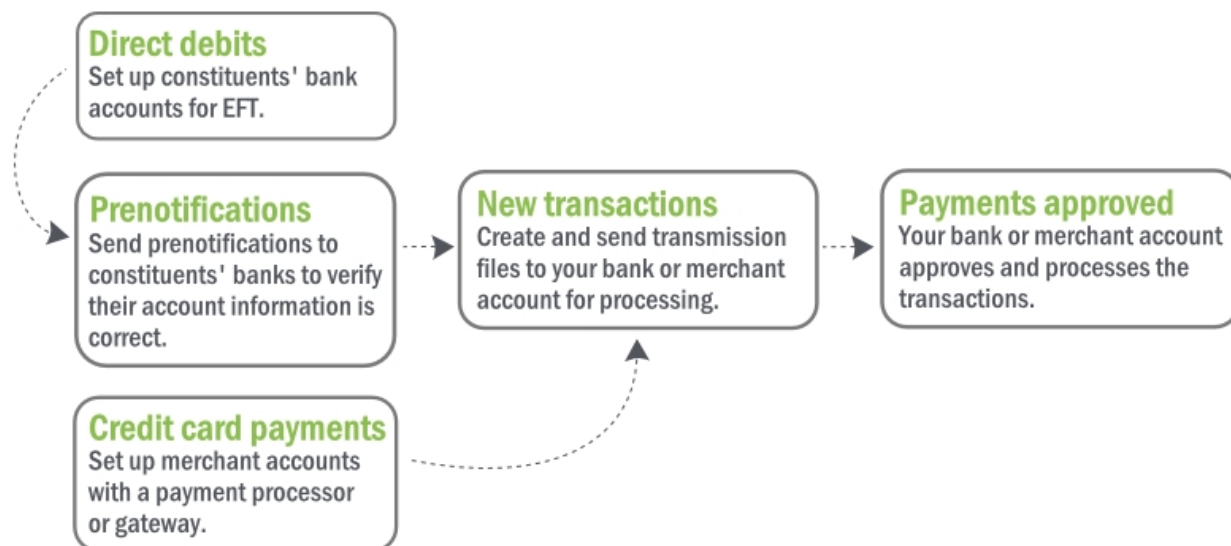 Direct debits
Set up constituents' bank
accounts for EFT.
Prenotifications
Send prenotifications to
constituents' banks to verify
their account information is
correct.
New transactions
Create and send transmission
files to your bank or merchant
account for processing.
Payments approved
Your bank or merchant account
approves and processes the
transactions.
Credit card payments
Set up merchant accounts
with a payment processor
or gateway.